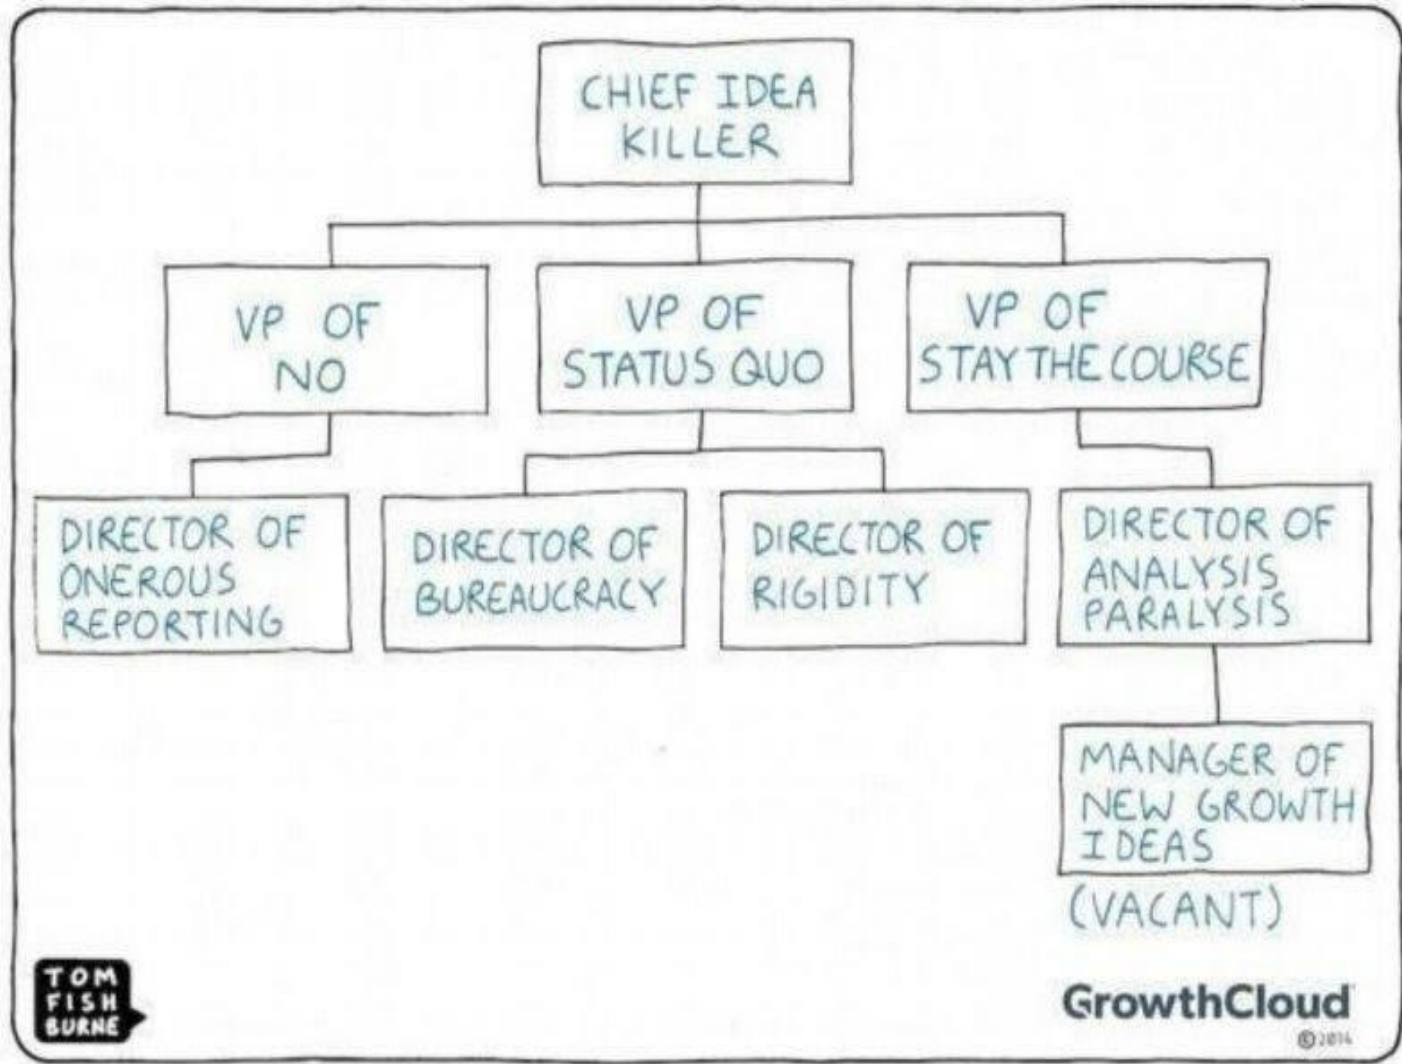 CHIEF IDEA
KILLER
VP OF
NO
VP OF
STATUS QUO
VP OF
STAY THE COURSE
DIRECTOR OF
ONEROUS
REPORTING
DIRECTOR OF
BUREAUCRACY
DIRECTOR OF
RIGIDITY
DIRECTOR OF
ANALYSIS
PARALYSIS
MANAGER OF
NEW GROWTH
IDEAS
(VACANT)
TOM
FISH
BURNE
GrowthCloud